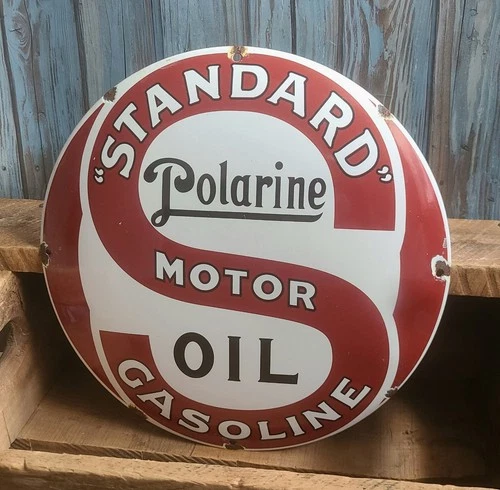 "STANDARD"
Polarine
MOTOR
OIL
GASOLINE